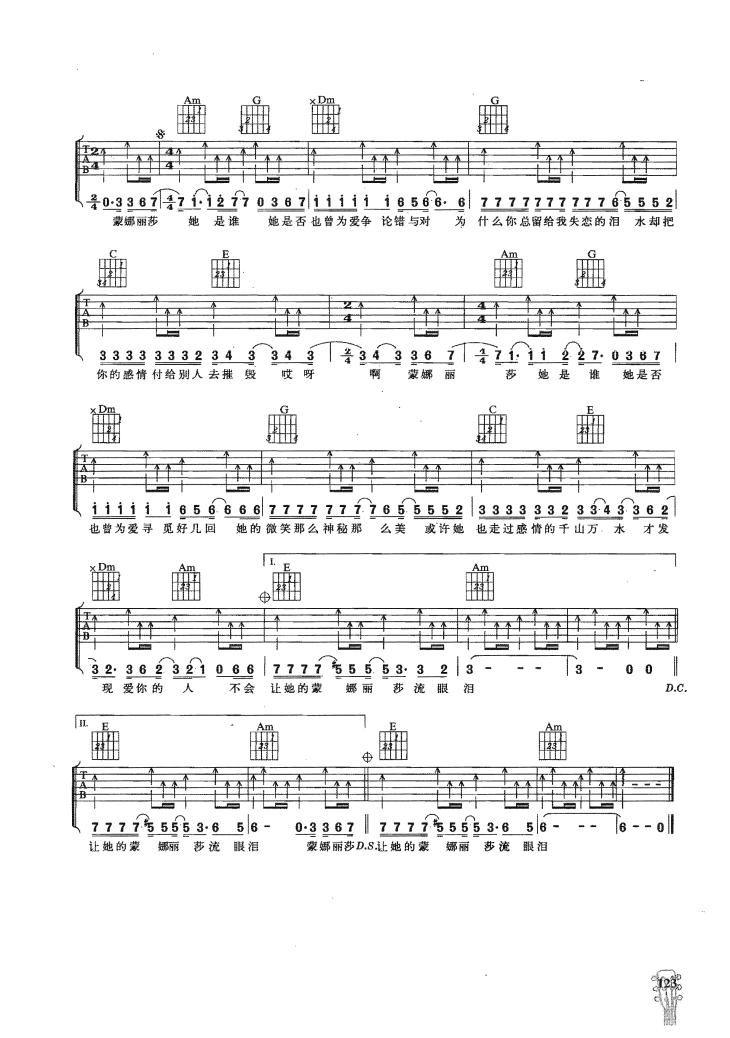 Am G ×Dm G
T A B 2/4 4/4
2/4 0·3 3 6 7 4/4 7 1· 1 2 7 7 0 3 6 7 | 1 1 1 1 1 1 6 5 6 6· 6 | 7 7 7 7 7 7 7 7 7 7 7 6 5 5 5 2 |
蒙娜丽莎 她 是谁 她是否也曾为爱争 论错与对 为 什么你总留给我失恋的泪 水却把
C E Am G
T A B 2/4 4/4
3 3 3 3 3 3 3 2 3 4 3 3 4 3 2/4 3 4 3 3 6 7 4/4 7 1· 1 1 2 2 7· 0 3 6 7 |
你的感情付给别人去摧 毁 哎呀 啊 蒙娜丽 莎 她是 谁 她是否
×Dm G C E
T A B
1 1 1 1 1 1 6 5 6 6 6 6 6 | 7 7 7 7 7 7 7 7 6 5 5 5 5 2 | 3 3 3 3 3 3 3 2 3 3·4 3 3 6 2 |
也曾为爱寻 觅好几回 她的微笑那么神秘那 么美 或许她 也走过感情的千山万 水 才发
×Dm Am I. E Am
T A B
3 2· 3 6 2 3 2 1 0 6 6 | 7 7 7 7 #5 5 5 5 3· 3 2 | 3 - - - | 3 - 0 0 ‖
现 爱你的 人 不会 让她的蒙 娜丽 莎流眼 泪 D.C.
II. E Am E Am
T A B
7 7 7 7 #5 5 5 5 3·6 5 | 6 - 0·3 3 6 7 ‖ 7 7 7 7 #5 5 5 5 3·6 5 | 6 - - - | 6 - - 0 ‖
让她的蒙 娜丽 莎流 眼泪 蒙娜丽莎D.S.让她的蒙 娜丽 莎流 眼泪
123